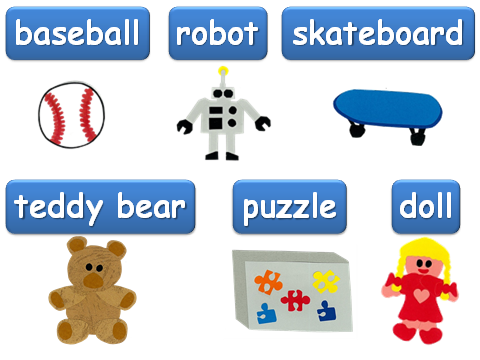 baseball
robot
skateboard
teddy bear
puzzle
doll